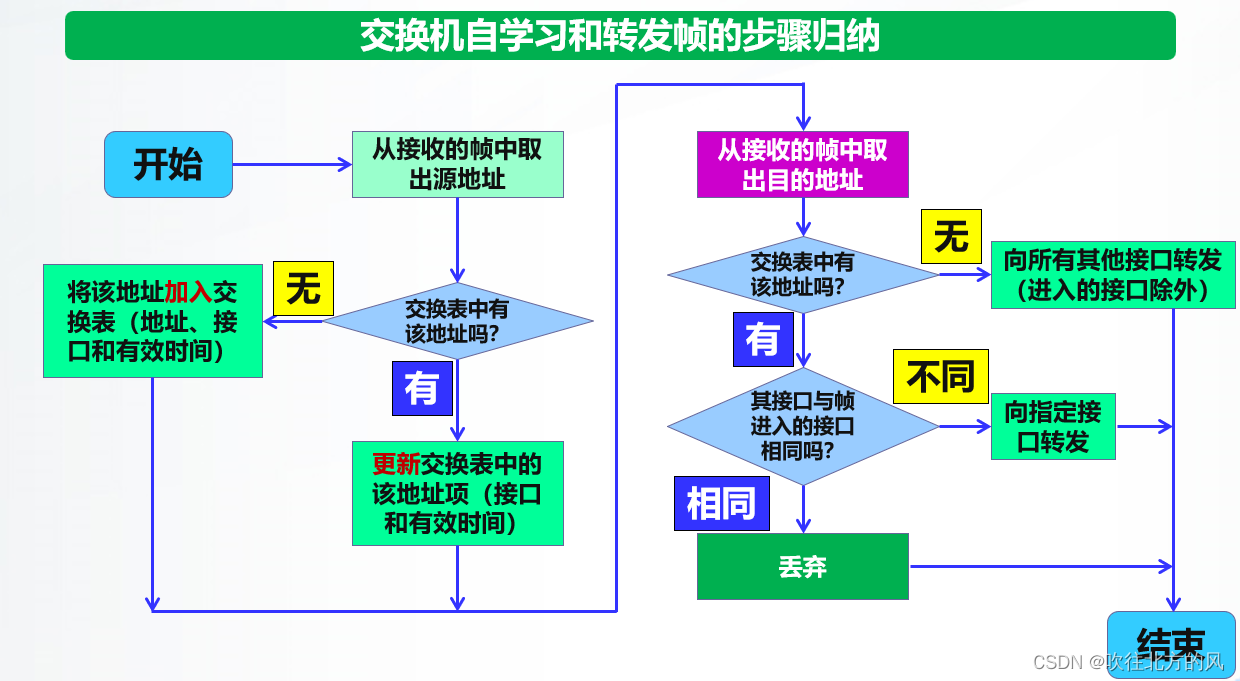 交换机自学习和转发帧的步骤归纳
开始
从接收的帧中取
出源地址
交换表中有
该地址吗?
无
将该地址加入交
换表（地址、接
口和有效时间）
有
更新交换表中的
该地址项（接口
和有效时间）
从接收的帧中取
出目的地址
交换表中有
该地址吗?
无
向所有其他接口转发
（进入的接口除外）
有
其接口与帧
进入的接口
相同吗?
不同
向指定接
口转发
相同
丢弃
结束
CSDN @吹往北方的风